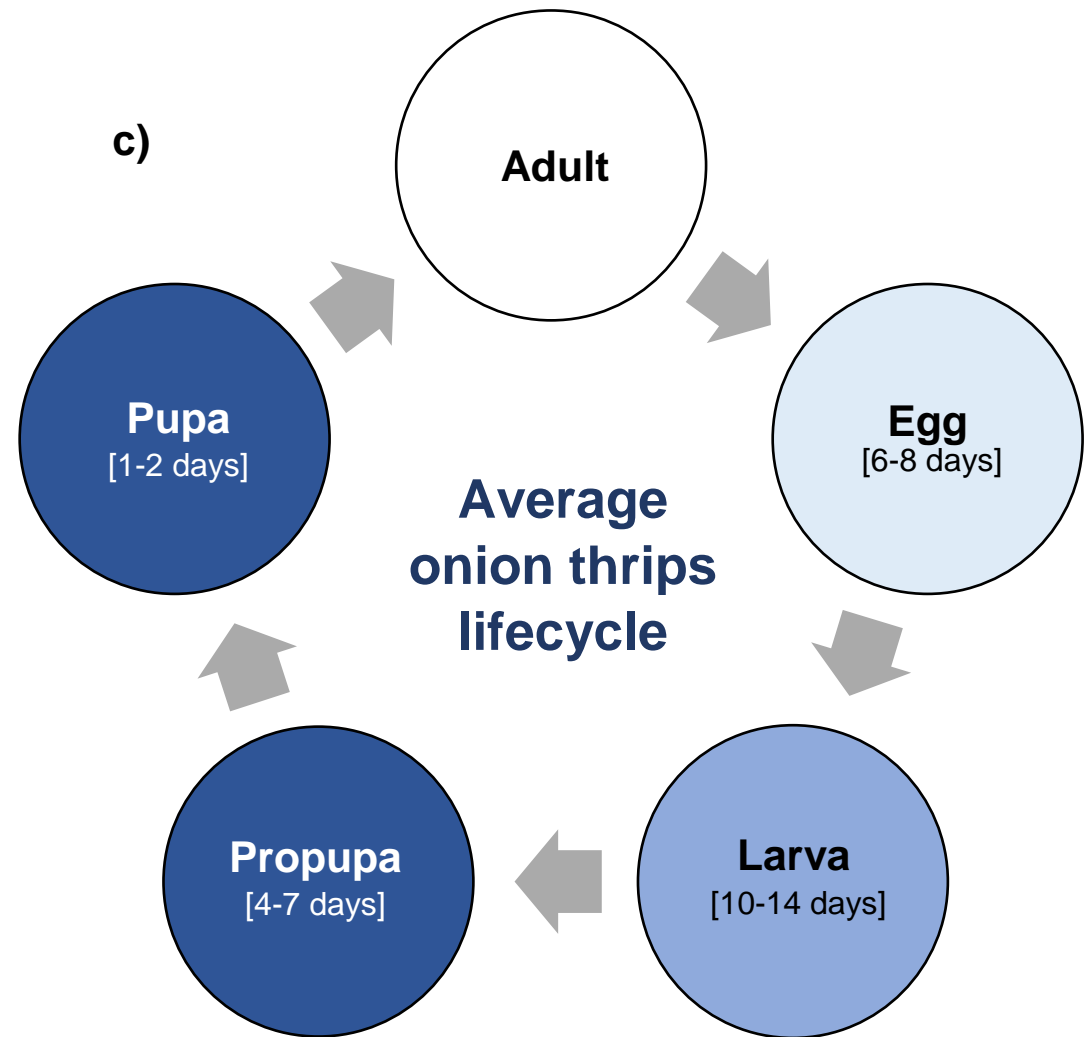 c)
Adult
Egg
[6-8 days]
Larva
[10-14 days]
Propupa
[4-7 days]
Pupa
[1-2 days]
Average
onion thrips
lifecycle